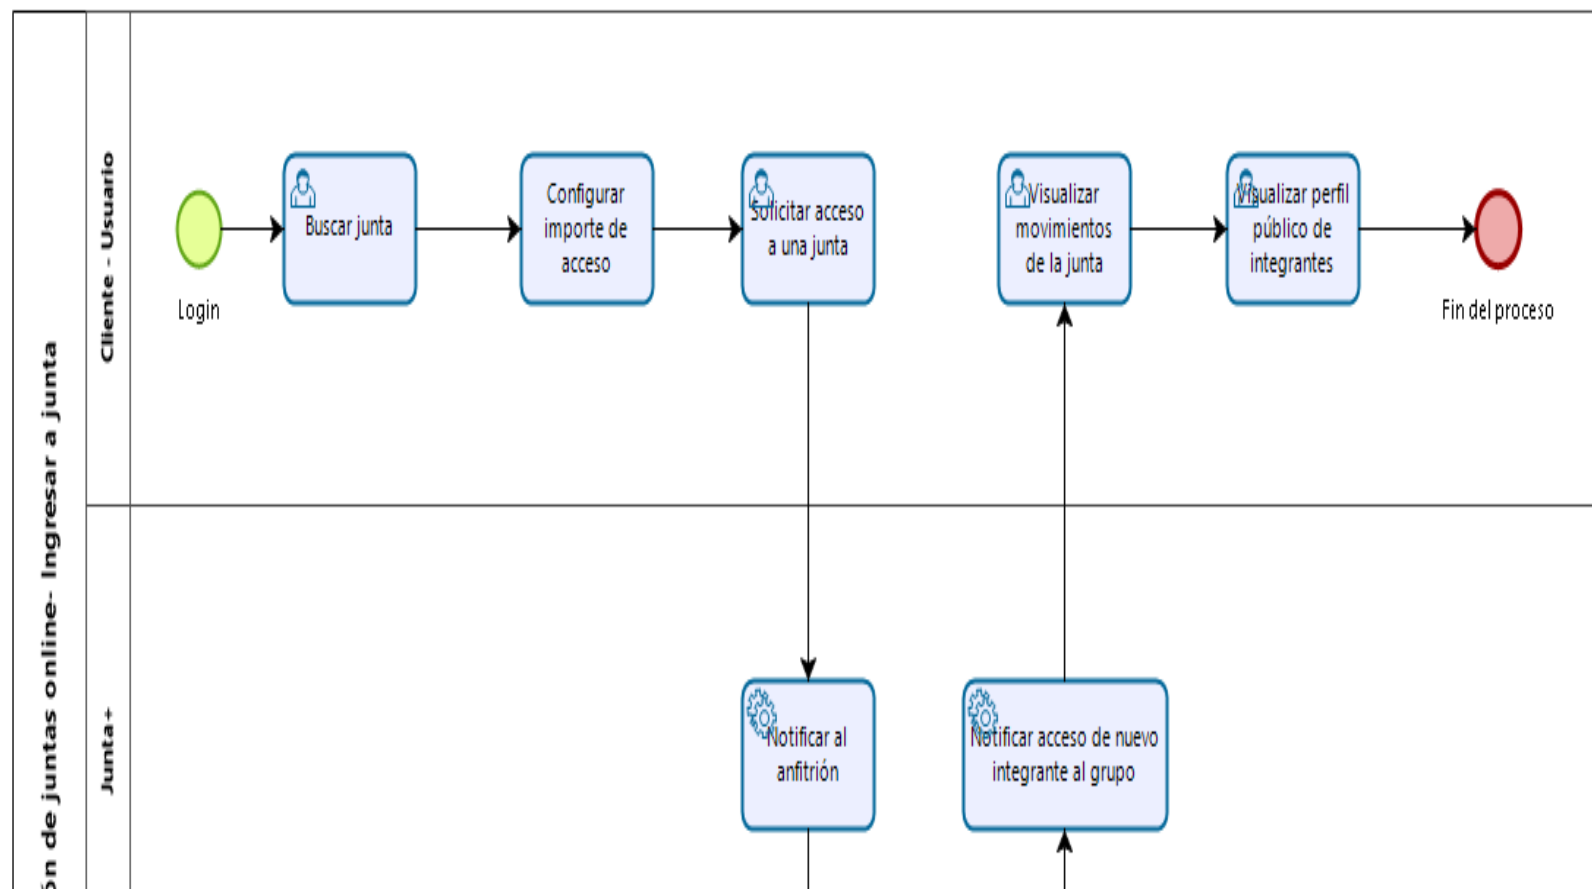 ón de juntas online- Ingresar a junta
Cliente - Usuario
Login
Buscar junta
Configurar
importe de
acceso
Solicitar acceso
a una junta
Visualizar
movimientos
de la junta
Visualizar perfil
público de
integrantes
Fin del proceso
Junta+
Notificar al
anfitrión
Notificar acceso de nuevo
integrante al grupo